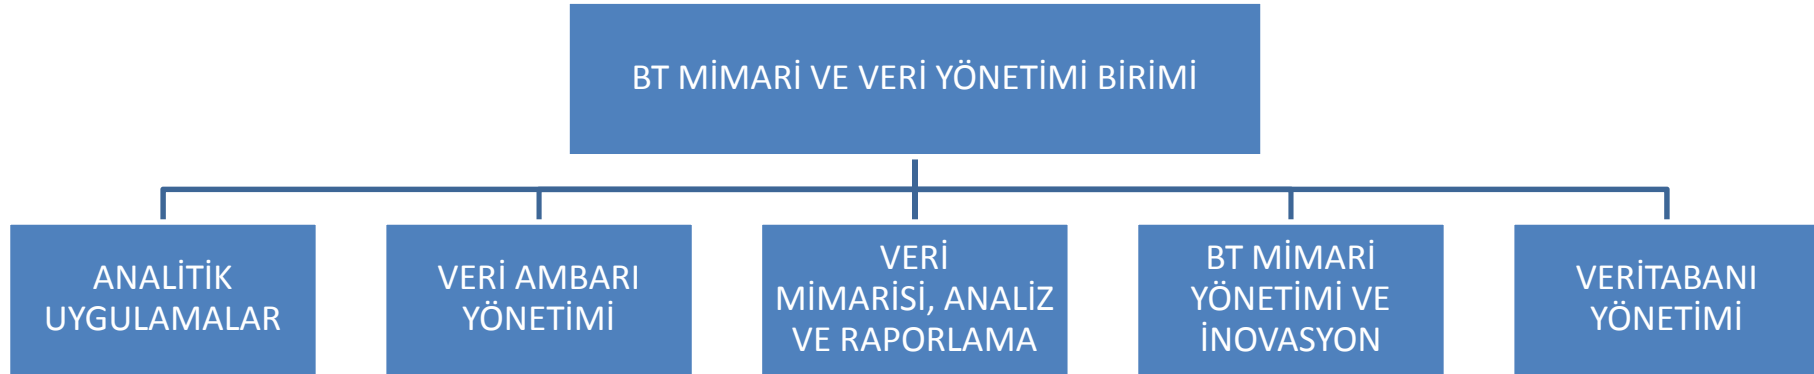 BT MİMARİ VE VERİ YÖNETİMİ BİRİMİ
ANALİTİK
UYGULAMALAR
VERİ AMBARI
YÖNETİMİ
VERİ
MİMARİSİ, ANALİZ
VE RAPORLAMA
BT MİMARİ
YÖNETİMİ VE
İNOVASYON
VERİTABANI
YÖNETİMİ